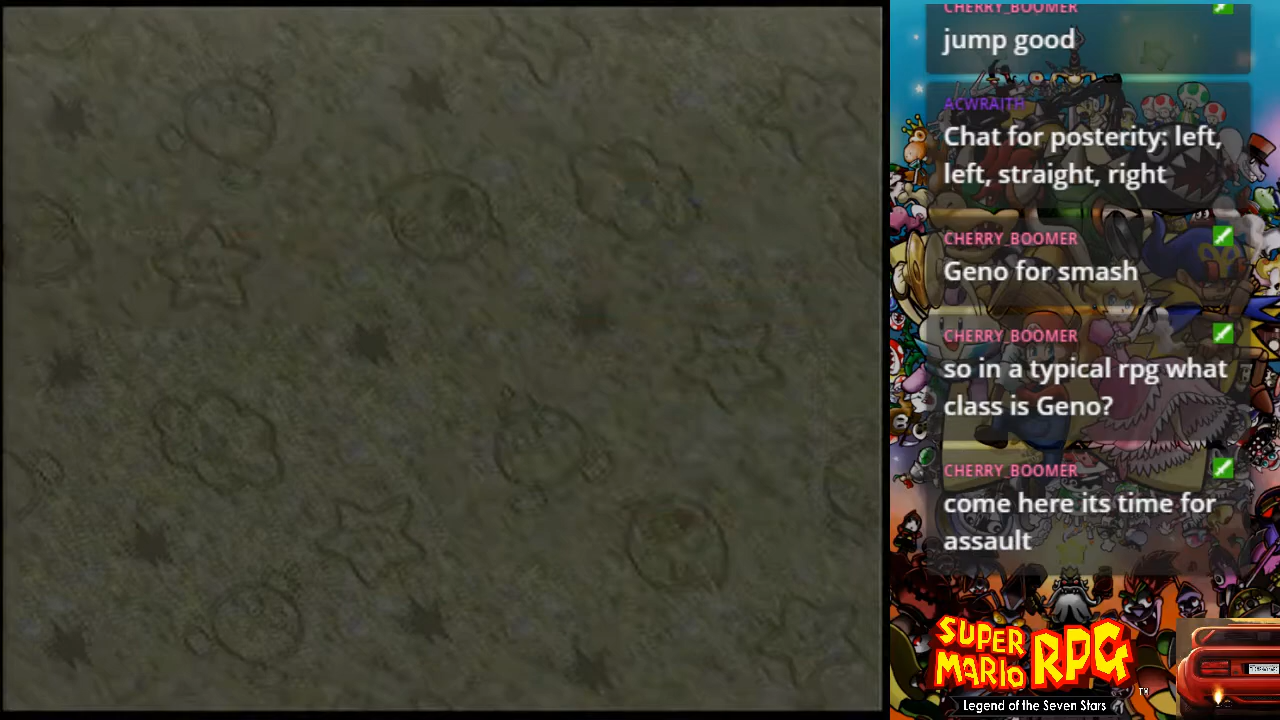 CHERRY_BOOMER
jump good
ACWRAITH
Chat for posterity: left,
left, straight, right
CHERRY_BOOMER
Geno for smash
CHERRY_BOOMER
so in a typical rpg what
class is Geno?
CHERRY_BOOMER
come here its time for
assault
SUPER
MARIO RPG
TM
Legend of the Seven Stars